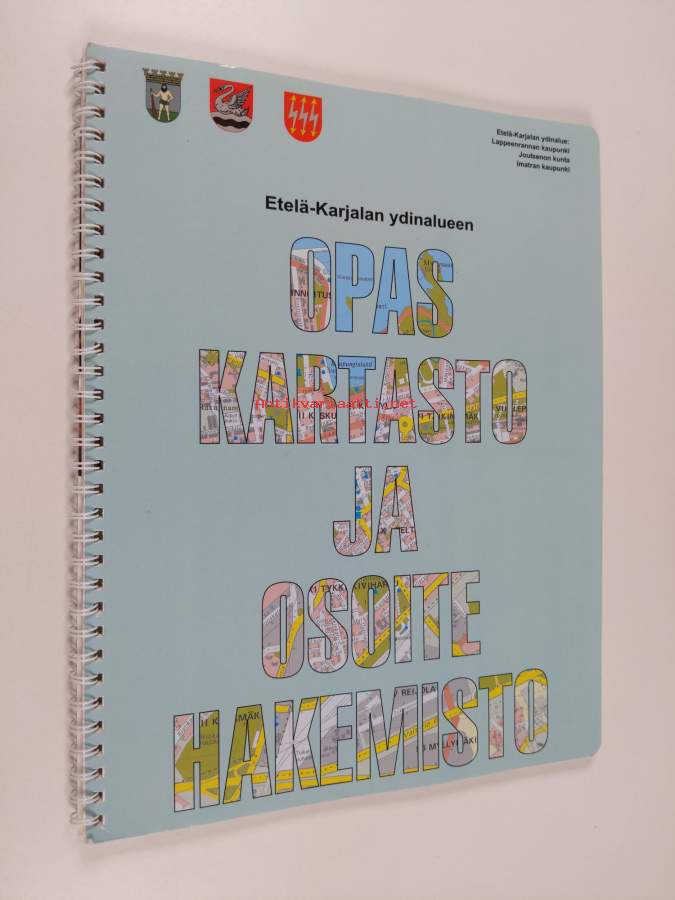 Etelä-Karjalan ydinalue:
Lappeenrannan kaupunki
Joutsenon kunta
Imatran kaupunki
Etelä-Karjalan ydinalueen
OPAS
KARTASTO
Antikvariaatti.net
JA
OSOITE
HAKEMISTO